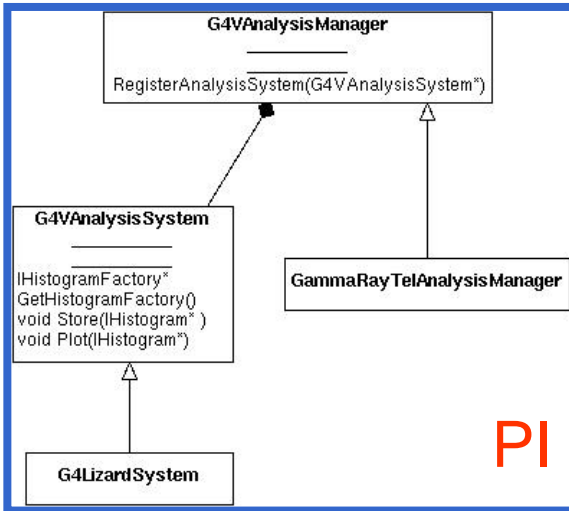 G4VAnalysisManager
RegisterAnalysisSystem(G4VAnalysisSystem*)
G4VAnalysisSystem
IHistogramFactory*
GetHistogramFactory()
void Store(IHistogram* )
void Plot(IHistogram*)
GammaRayTelAnalysisManager
G4LizardSystem
PI